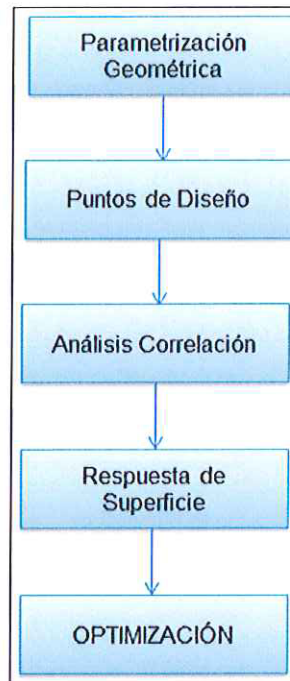 Parametrización
Geométrica
Puntos de Diseño
Análisis Correlación
Respuesta de
Superficie
OPTIMIZACIÓN